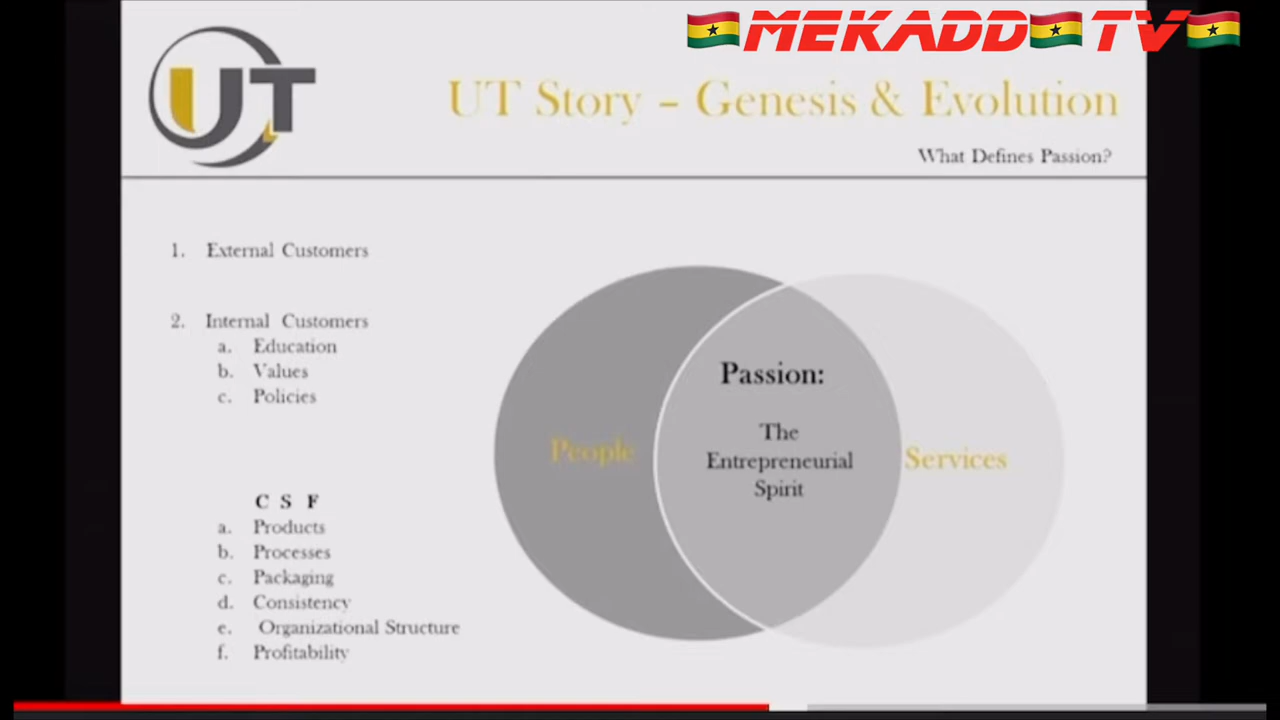 MEKADD TV
UT
UT Story – Genesis & Evolution
What Defines Passion?
1. External Customers
2. Internal Customers
a. Education
b. Values
c. Policies
C S F
a. Products
b. Processes
c. Packaging
d. Consistency
e. Organizational Structure
f. Profitability
People
Passion:
The
Entrepreneurial
Spirit
Services